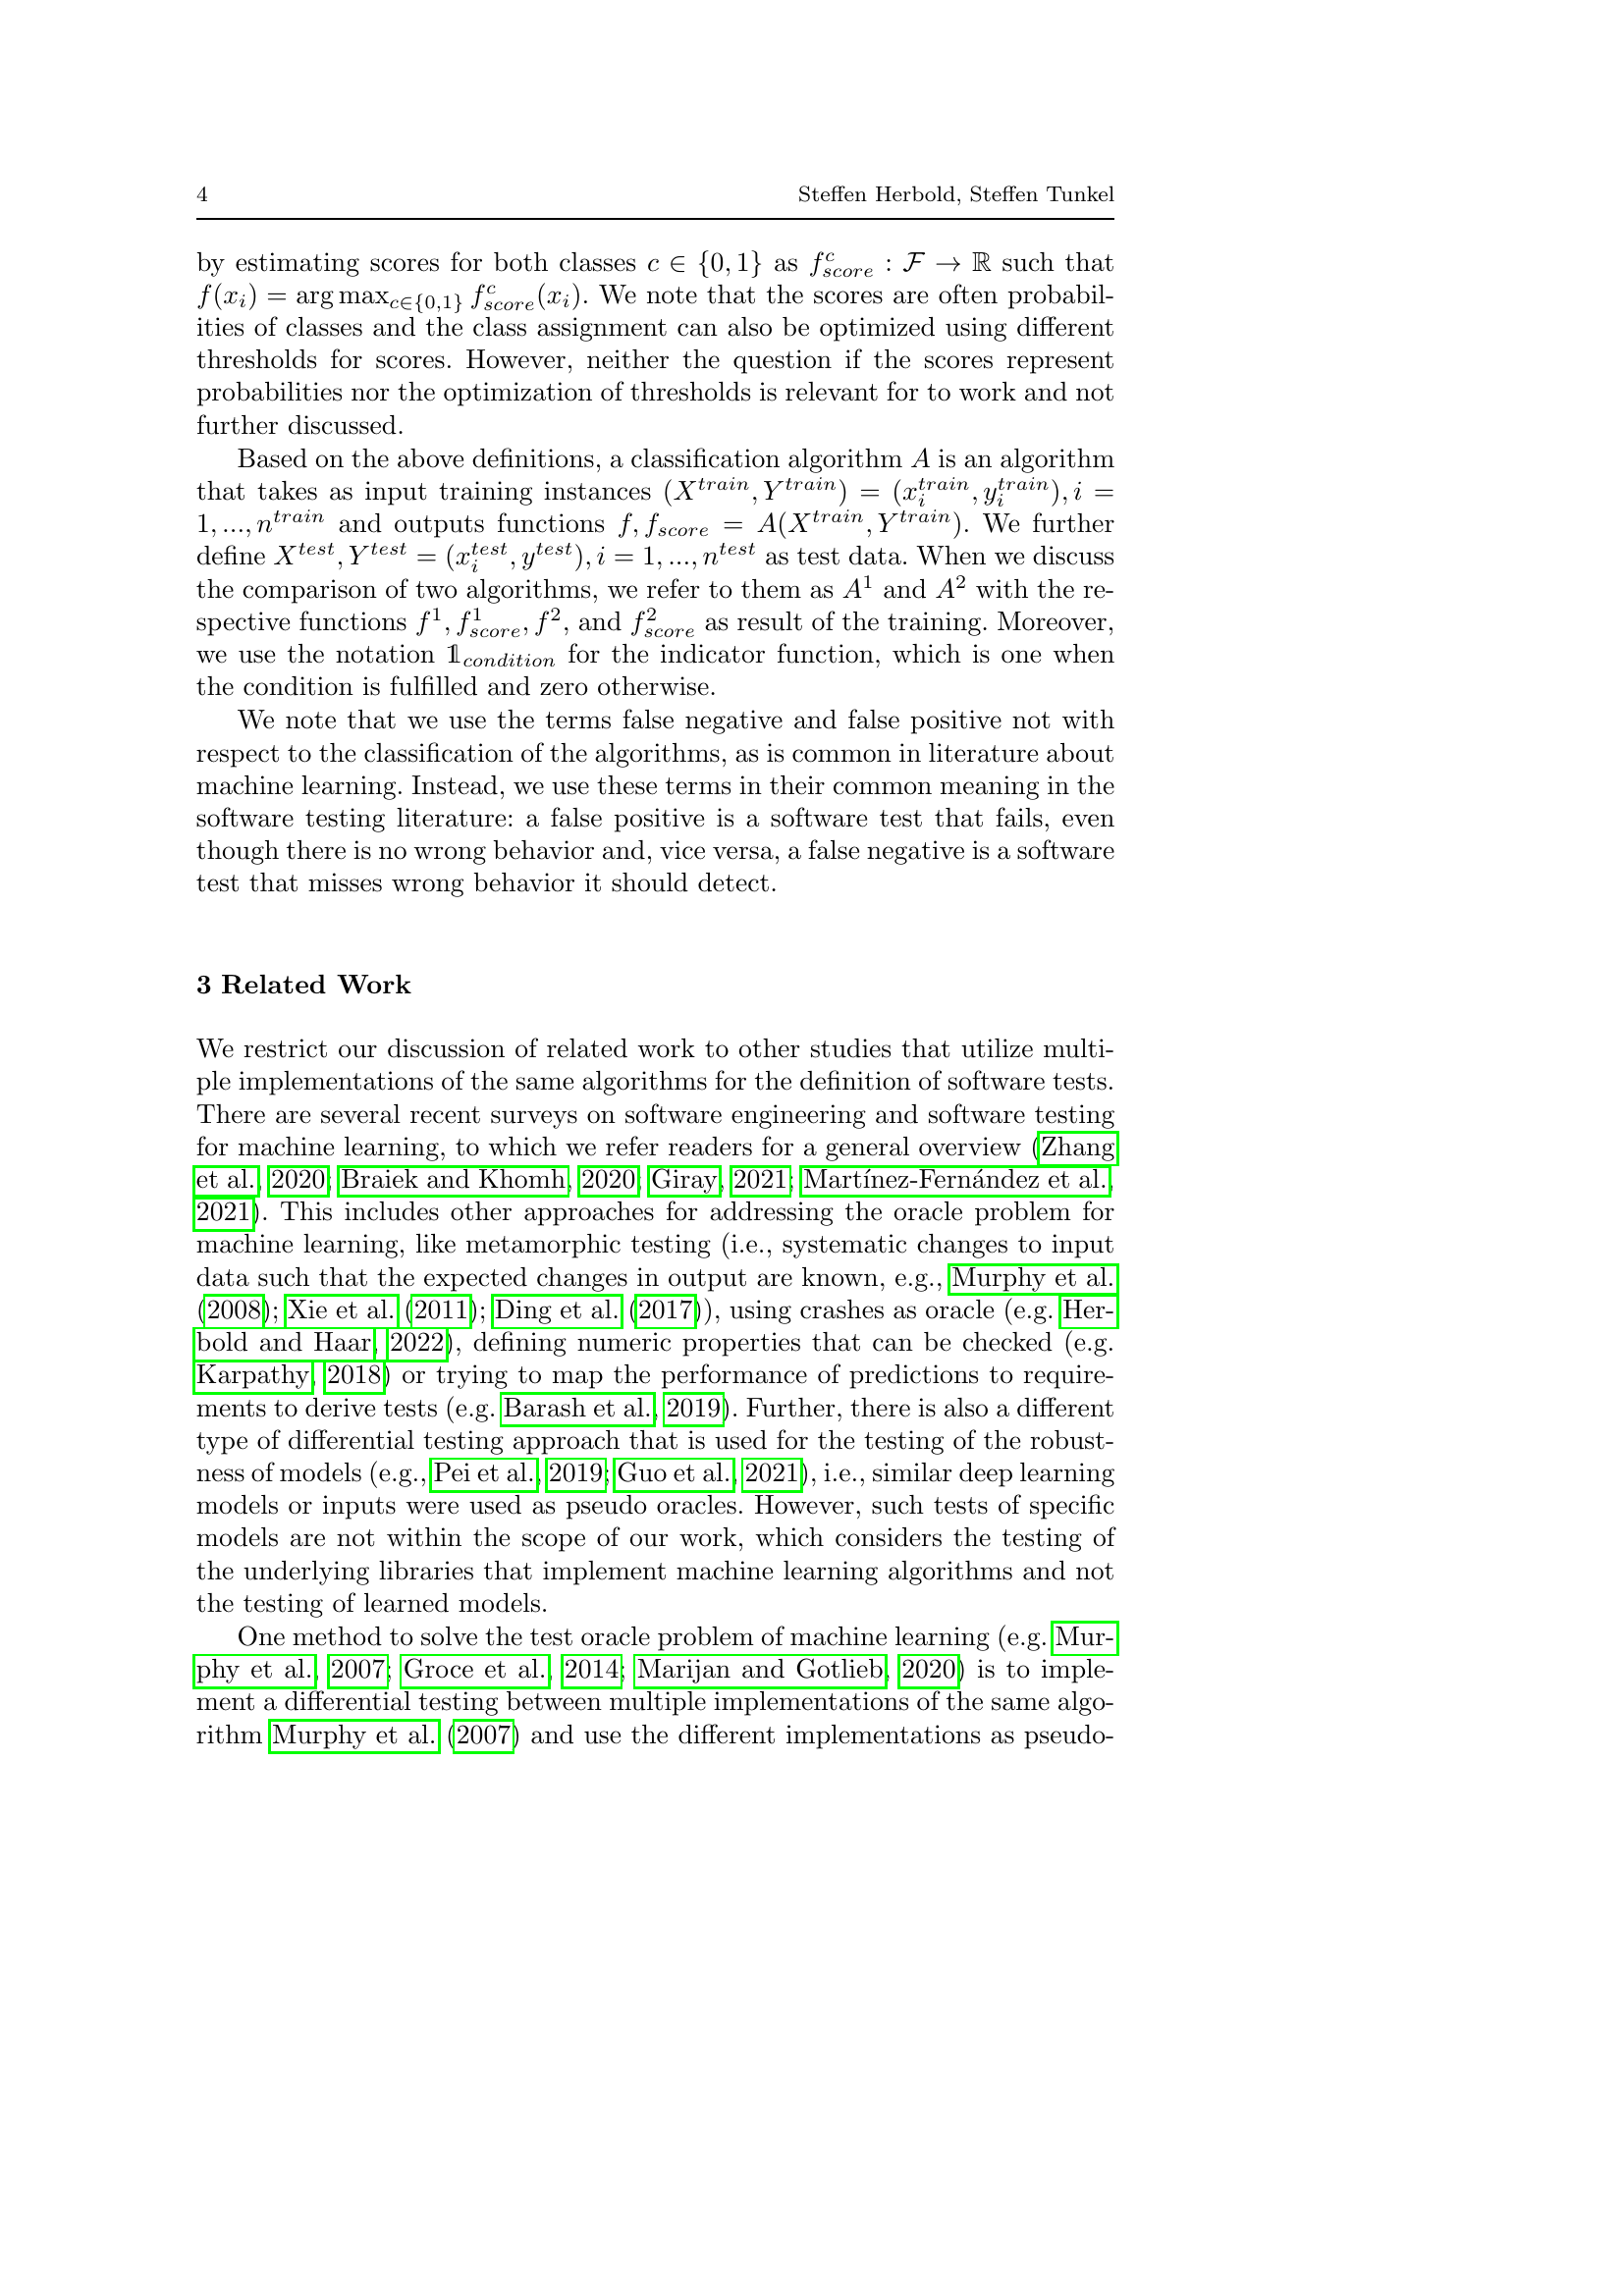 4 Steffen Herbold, Steffen Tunkel
by estimating scores for both classes $c \in \{0, 1\}$ as $f^c_{score} : \mathcal{F} \to \mathbb{R}$ such that
$f(x_i) = \arg\max_{c \in \{0,1\}} f^c_{score}(x_i)$. We note that the scores are often probabil-
ities of classes and the class assignment can also be optimized using different
thresholds for scores. However, neither the question if the scores represent
probabilities nor the optimization of thresholds is relevant for to work and not
further discussed.
Based on the above definitions, a classification algorithm $A$ is an algorithm
that takes as input training instances $(X^{train}, Y^{train}) = (x_i^{train}, y_i^{train}), i =$
$1, ..., n^{train}$ and outputs functions $f, f_{score} = A(X^{train}, Y^{train})$. We further
define $X^{test}, Y^{test} = (x_i^{test}, y^{test}), i = 1, ..., n^{test}$ as test data. When we discuss
the comparison of two algorithms, we refer to them as $A^1$ and $A^2$ with the re-
spective functions $f^1, f^1_{score}, f^2$, and $f^2_{score}$ as result of the training. Moreover,
we use the notation $\mathbb{1}_{condition}$ for the indicator function, which is one when
the condition is fulfilled and zero otherwise.
We note that we use the terms false negative and false positive not with
respect to the classification of the algorithms, as is common in literature about
machine learning. Instead, we use these terms in their common meaning in the
software testing literature: a false positive is a software test that fails, even
though there is no wrong behavior and, vice versa, a false negative is a software
test that misses wrong behavior it should detect.
3 Related Work
We restrict our discussion of related work to other studies that utilize multi-
ple implementations of the same algorithms for the definition of software tests.
There are several recent surveys on software engineering and software testing
for machine learning, to which we refer readers for a general overview (Zhang
et al., 2020; Braiek and Khomh, 2020; Giray, 2021; Martínez-Fernández et al.,
2021). This includes other approaches for addressing the oracle problem for
machine learning, like metamorphic testing (i.e., systematic changes to input
data such that the expected changes in output are known, e.g., Murphy et al.
(2008); Xie et al. (2011); Ding et al. (2017)), using crashes as oracle (e.g. Her-
bold and Haar, 2022), defining numeric properties that can be checked (e.g.
Karpathy, 2018) or trying to map the performance of predictions to require-
ments to derive tests (e.g. Barash et al., 2019). Further, there is also a different
type of differential testing approach that is used for the testing of the robust-
ness of models (e.g., Pei et al., 2019; Guo et al., 2021), i.e., similar deep learning
models or inputs were used as pseudo oracles. However, such tests of specific
models are not within the scope of our work, which considers the testing of
the underlying libraries that implement machine learning algorithms and not
the testing of learned models.
One method to solve the test oracle problem of machine learning (e.g. Mur-
phy et al., 2007; Groce et al., 2014; Marijan and Gotlieb, 2020) is to imple-
ment a differential testing between multiple implementations of the same algo-
rithm Murphy et al. (2007) and use the different implementations as pseudo-